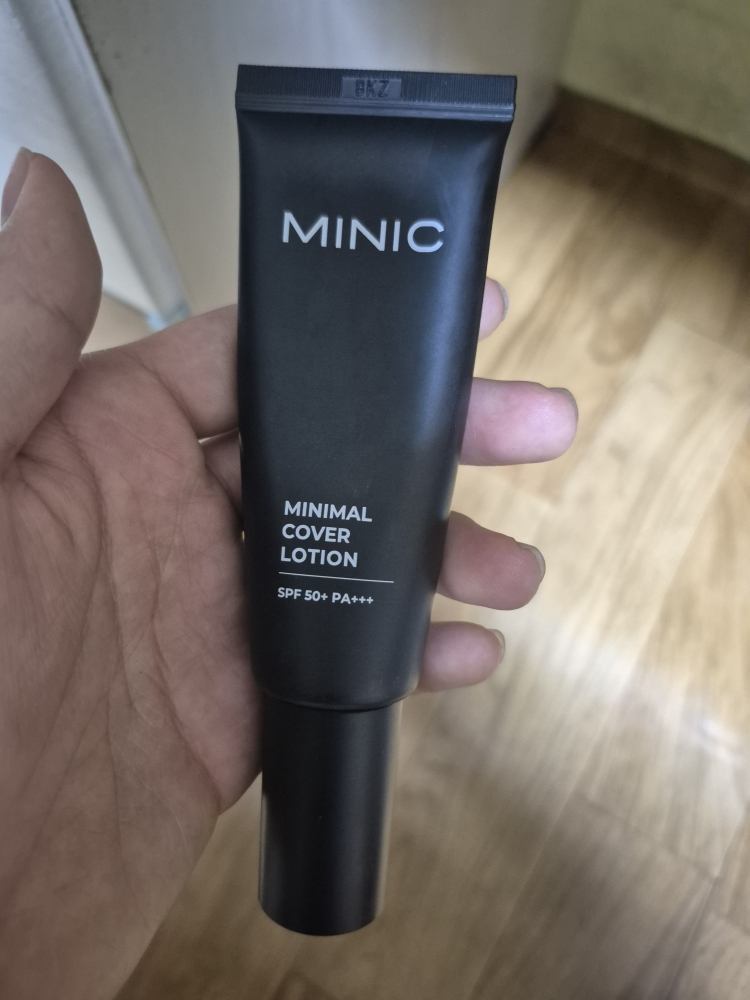 MINIC
MINIMAL
COVER
LOTION
SPF 50+ PA+++